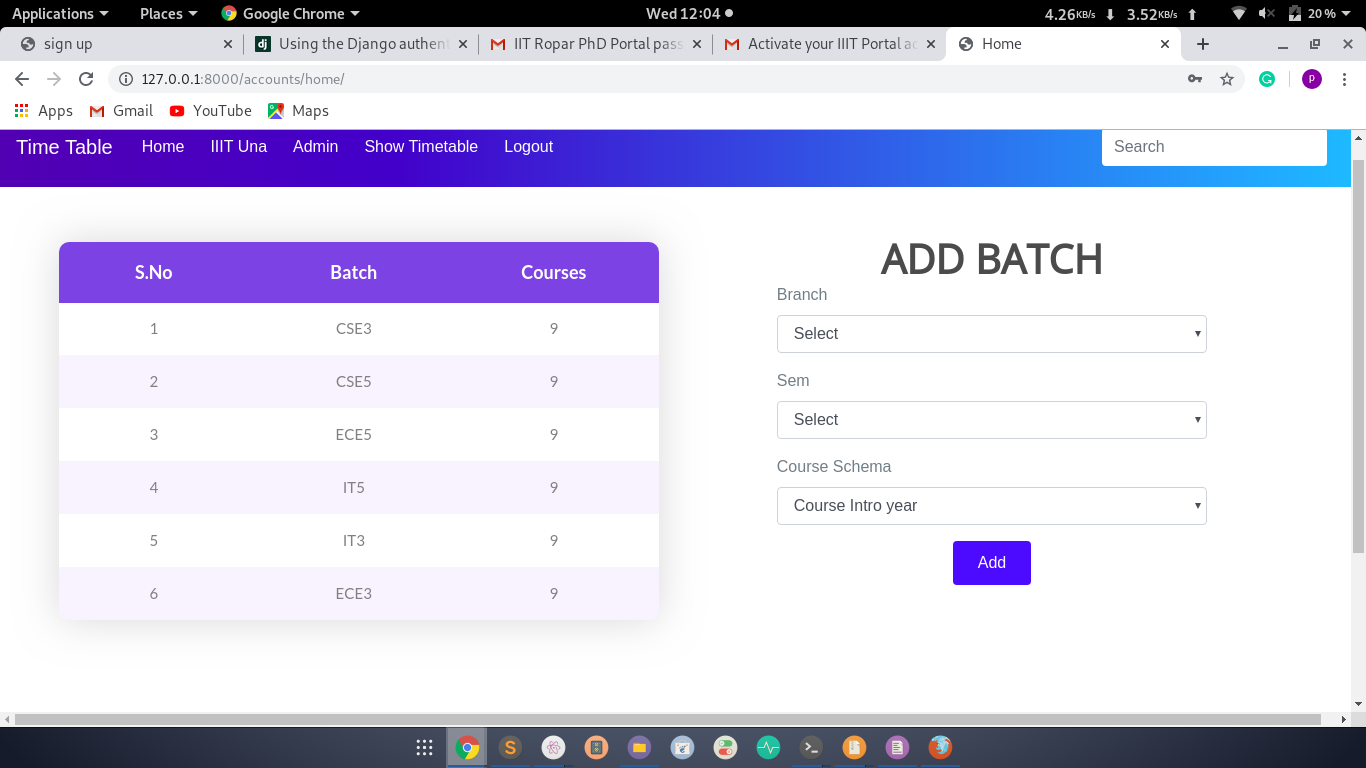 Applications Places Google Chrome Wed 12:04 4.26KB/s 3.52KB/s 20 %
sign up Using the Django authent IIT Ropar PhD Portal pass Activate your IIIT Portal ac Home
127.0.0.1:8000/accounts/home/ p
Apps Gmail YouTube Maps
Time Table Home IIIT Una Admin Show Timetable Logout Search
S.No Batch Courses
1 CSE3 9
2 CSE5 9
3 ECE5 9
4 IT5 9
5 IT3 9
6 ECE3 9
ADD BATCH
Branch
Select
Sem
Select
Course Schema
Course Intro year
Add